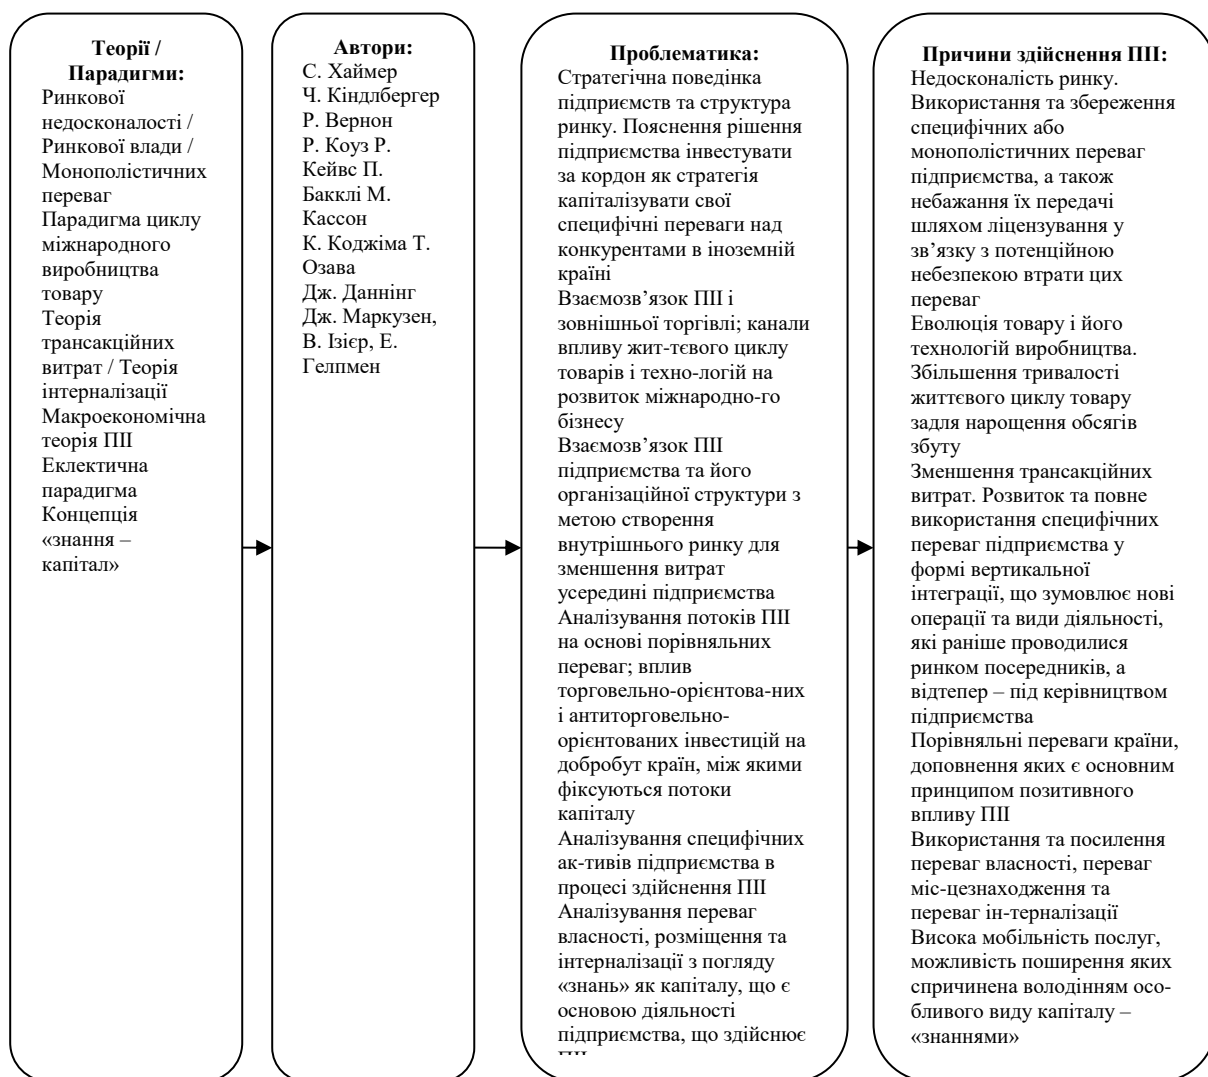 Теорії /
Парадигми:
Ринкової
недосконалості /
Ринкової влади /
Монополістичних
переваг
Парадигма циклу
міжнародного
виробництва
товару
Теорія
трансакційних
витрат / Теорія
інтерналізації
Макроекономічна
теорія ПІІ
Еклектична
парадигма
Концепція
«знання –
капітал»
Автори:
С. Хаймер
Ч. Кіндлбергер
Р. Вернон
Р. Коуз Р.
Кейвс П.
Бакклі М.
Кассон
К. Коджіма Т.
Озава
Дж. Даннінг
Дж. Маркузен,
В. Ізієр, Е.
Гелпмен
Проблематика:
Стратегічна поведінка
підприємств та структура
ринку. Пояснення рішення
підприємства інвестувати
за кордон як стратегія
капіталізувати свої
специфічні переваги над
конкурентами в іноземній
країні
Взаємозв’язок ПІІ і
зовнішньої торгівлі; канали
впливу жит-тєвого циклу
товарів і техно-логій на
розвиток міжнародно-го
бізнесу
Взаємозв’язок ПІІ
підприємства та його
організаційної структури з
метою створення
внутрішнього ринку для
зменшення витрат
усередині підприємства
Аналізування потоків ПІІ
на основі порівняльних
переваг; вплив
торговельно-орієнтова-них
і антиторговельно-
орієнтованих інвестицій на
добробут країн, між якими
фіксуються потоки
капіталу
Аналізування специфічних
ак-тивів підприємства в
процесі здійснення ПІІ
Аналізування переваг
власності, розміщення та
інтерналізації з погляду
«знань» як капіталу, що є
основою діяльності
підприємства, що здійснює
Причини здійснення ПІІ:
Недосконалість ринку.
Використання та збереження
специфічних або
монополістичних переваг
підприємства, а також
небажання їх передачі
шляхом ліцензування у
зв’язку з потенційною
небезпекою втрати цих
переваг
Еволюція товару і його
технологій виробництва.
Збільшення тривалості
життєвого циклу товару
задля нарощення обсягів
збуту
Зменшення трансакційних
витрат. Розвиток та повне
використання специфічних
переваг підприємства у
формі вертикальної
інтеграції, що зумовлює нові
операції та види діяльності,
які раніше проводилися
ринком посередників, а
відтепер – під керівництвом
підприємства
Порівняльні переваги країни,
доповнення яких є основним
принципом позитивного
впливу ПІІ
Використання та посилення
переваг власності, переваг
міс-цезнаходження та
переваг ін-терналізації
Висока мобільність послуг,
можливість поширення яких
спричинена володінням осо-
бливого виду капіталу –
«знаннями»